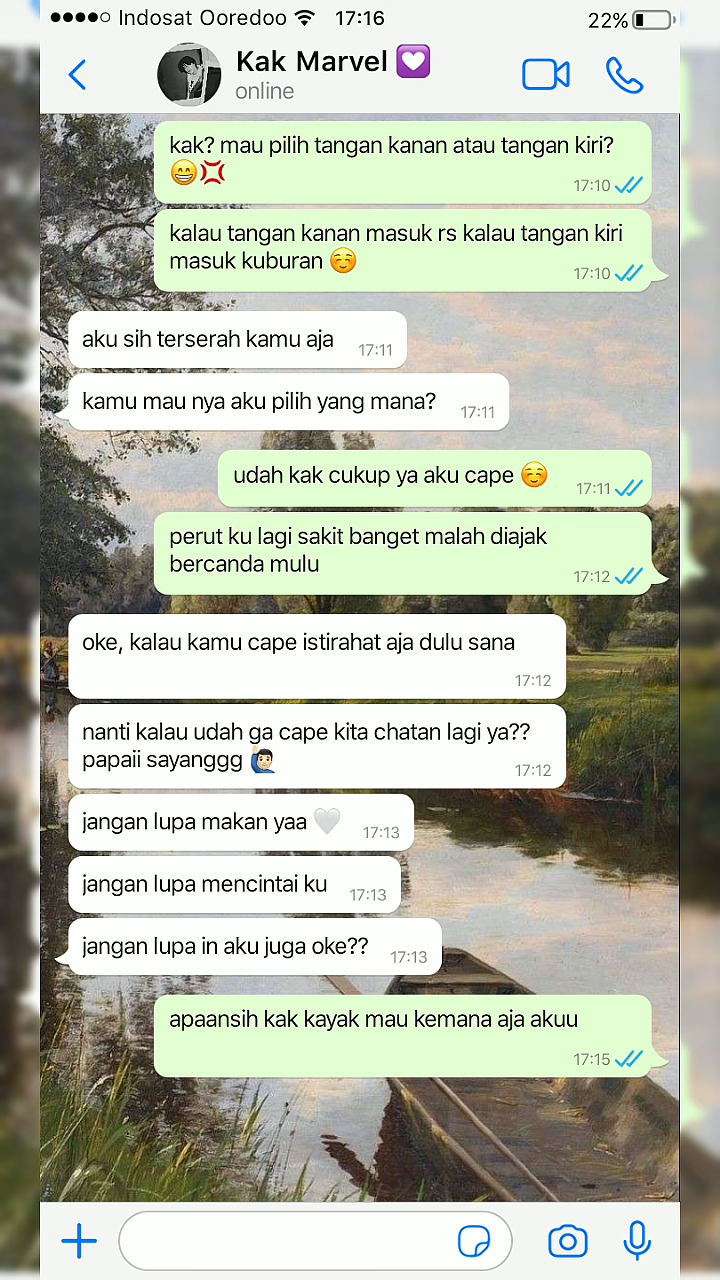 Indosat Ooredoo 17:16 22%
Kak Marvel 💟
online
kak? mau pilih tangan kanan atau tangan kiri?
😁💢
17:10
kalau tangan kanan masuk rs kalau tangan kiri
masuk kuburan ☺️
17:10
aku sih terserah kamu aja 17:11
kamu mau nya aku pilih yang mana? 17:11
udah kak cukup ya aku cape ☺️ 17:11
perut ku lagi sakit banget malah diajak
bercanda mulu
17:12
oke, kalau kamu cape istirahat aja dulu sana
17:12
nanti kalau udah ga cape kita chatan lagi ya??
papaii sayanggg 🙋🏻‍♂️
17:12
jangan lupa makan yaa 🤍 17:13
jangan lupa mencintai ku 17:13
jangan lupa in aku juga oke?? 17:13
apaansih kak kayak mau kemana aja akuu
17:15